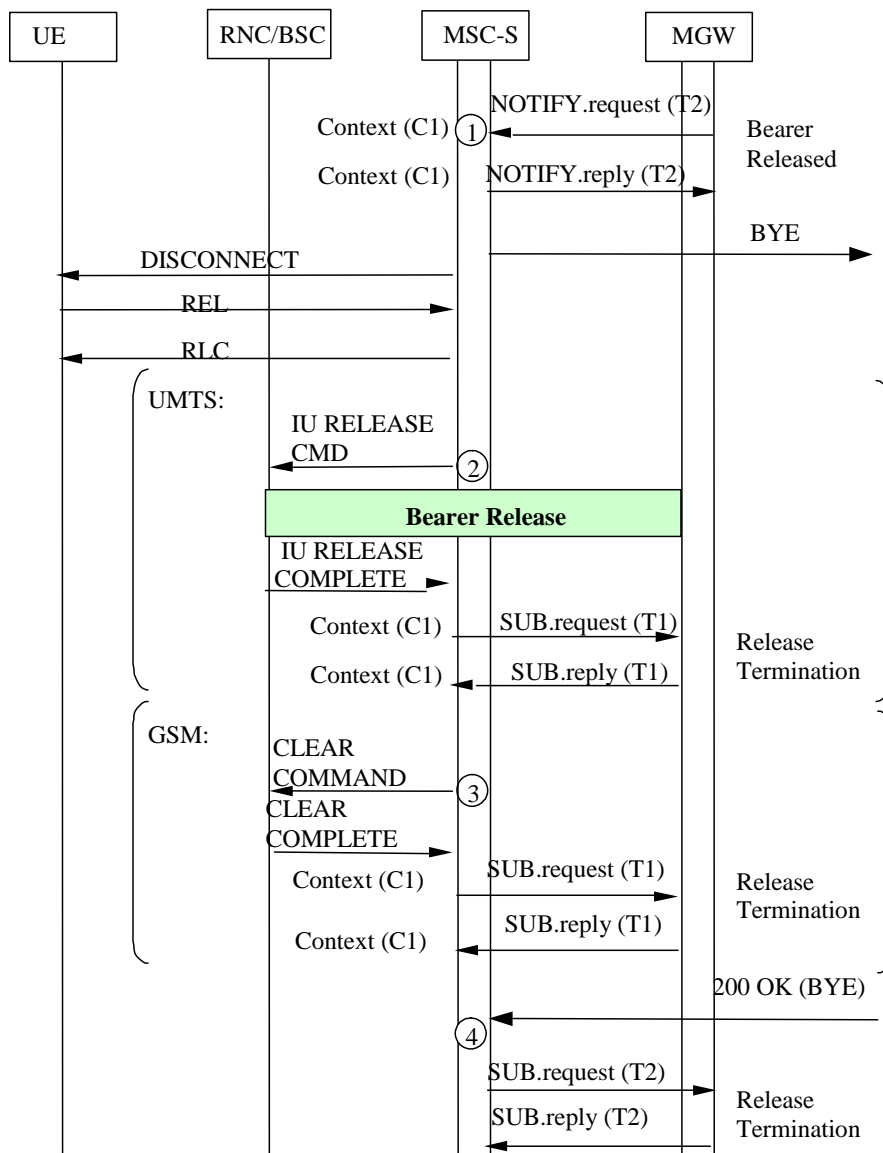 UE
RNC/BSC
MSC-S
MGW
NOTIFY.request (T2)
Context (C1)
1
Bearer
Released
Context (C1)
NOTIFY.reply (T2)
BYE
DISCONNECT
REL
RLC
UMTS:
IU RELEASE
CMD
2
Bearer Release
IU RELEASE
COMPLETE
Context (C1)
SUB.request (T1)
Context (C1)
SUB.reply (T1)
Release
Termination
GSM:
CLEAR
COMMAND
3
CLEAR
COMPLETE
Context (C1)
SUB.request (T1)
Context (C1)
SUB.reply (T1)
Release
Termination
200 OK (BYE)
4
SUB.request (T2)
SUB.reply (T2)
Release
Termination